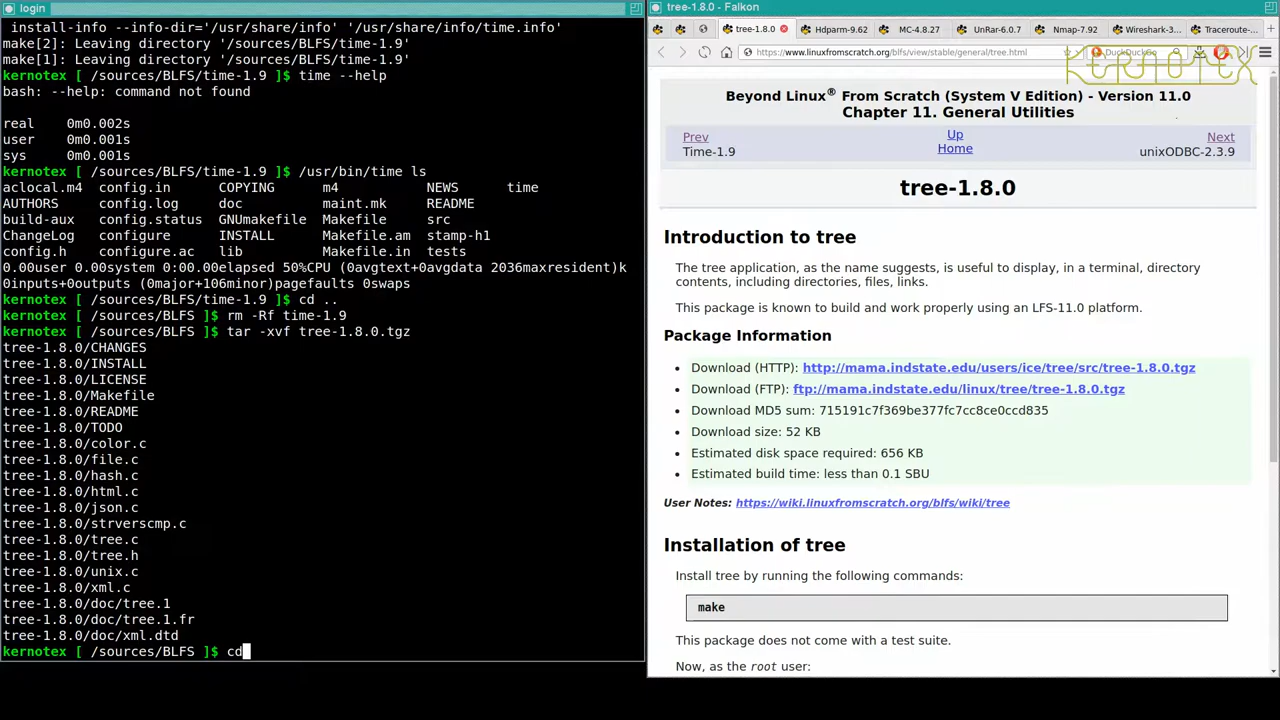 login
install-info --info-dir='/usr/share/info' '/usr/share/info/time.info'
make[2]: Leaving directory '/sources/BLFS/time-1.9'
make[1]: Leaving directory '/sources/BLFS/time-1.9'
kernotex [ /sources/BLFS/time-1.9 ]$ time --help
bash: --help: command not found
real    0m0.002s
user    0m0.001s
sys     0m0.001s
kernotex [ /sources/BLFS/time-1.9 ]$ /usr/bin/time ls
aclocal.m4  config.in      COPYING      m4           NEWS      time
AUTHORS     config.log     doc          maint.mk     README
build-aux   config.status  GNUmakefile  Makefile     src
ChangeLog   configure      INSTALL      Makefile.am  stamp-h1
config.h    configure.ac   lib          Makefile.in  tests
0.00user 0.00system 0:00.00elapsed 50%CPU (0avgtext+0avgdata 2036maxresident)k
0inputs+0outputs (0major+106minor)pagefaults 0swaps
kernotex [ /sources/BLFS/time-1.9 ]$ cd ..
kernotex [ /sources/BLFS ]$ rm -Rf time-1.9
kernotex [ /sources/BLFS ]$ tar -xvf tree-1.8.0.tgz
tree-1.8.0/CHANGES
tree-1.8.0/INSTALL
tree-1.8.0/LICENSE
tree-1.8.0/Makefile
tree-1.8.0/README
tree-1.8.0/TODO
tree-1.8.0/color.c
tree-1.8.0/file.c
tree-1.8.0/hash.c
tree-1.8.0/html.c
tree-1.8.0/json.c
tree-1.8.0/strverscmp.c
tree-1.8.0/tree.c
tree-1.8.0/tree.h
tree-1.8.0/unix.c
tree-1.8.0/xml.c
tree-1.8.0/doc/tree.1
tree-1.8.0/doc/tree.1.fr
tree-1.8.0/doc/xml.dtd
kernotex [ /sources/BLFS ]$ cd
tree-1.8.0 - Falkon
tree-1.8.0 Hdparm-9.62 MC-4.8.27 UnRar-6.0.7 Nmap-7.92 Wireshark-3... Traceroute-...
https://www.linuxfromscratch.org/blfs/view/stable/general/tree.html DuckDuckGo
KERNOTEX
Beyond Linux® From Scratch (System V Edition) - Version 11.0
Chapter 11. General Utilities
Prev Up Next
Time-1.9 Home unixODBC-2.3.9
tree-1.8.0
Introduction to tree
The tree application, as the name suggests, is useful to display, in a terminal, directory
contents, including directories, files, links.
This package is known to build and work properly using an LFS-11.0 platform.
Package Information
• Download (HTTP): http://mama.indstate.edu/users/ice/tree/src/tree-1.8.0.tgz
• Download (FTP): ftp://mama.indstate.edu/linux/tree/tree-1.8.0.tgz
• Download MD5 sum: 715191c7f369be377fc7cc8ce0ccd835
• Download size: 52 KB
• Estimated disk space required: 656 KB
• Estimated build time: less than 0.1 SBU
User Notes: https://wiki.linuxfromscratch.org/blfs/wiki/tree
Installation of tree
Install tree by running the following commands:
make
This package does not come with a test suite.
Now, as the root user: